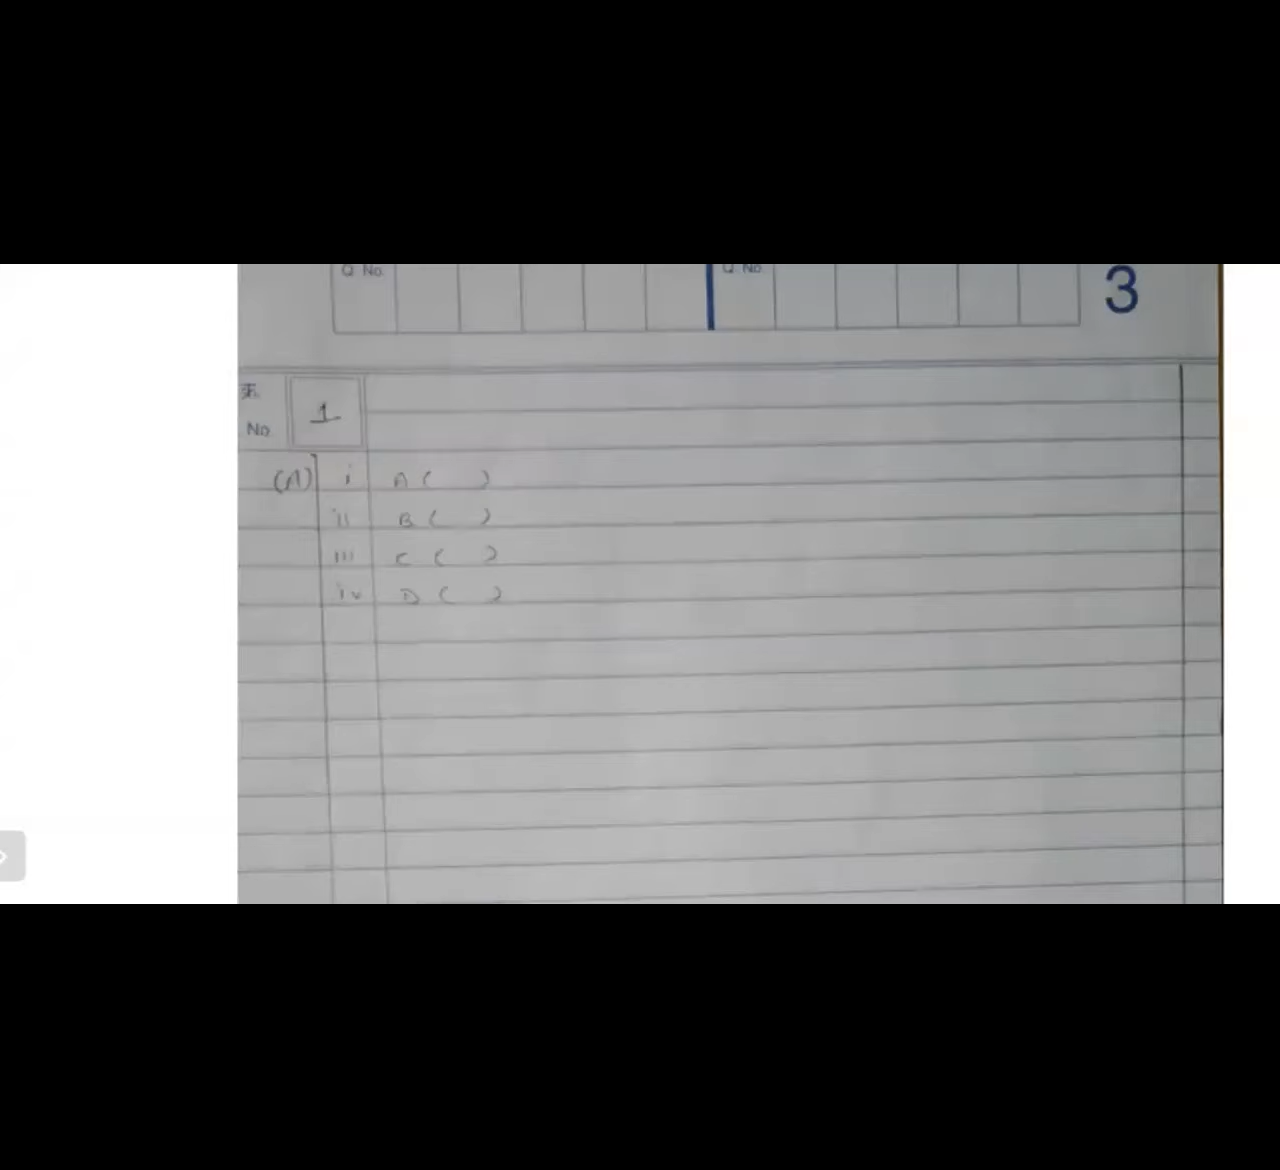 Q. No. Q. No. 3
No. 1
(A) i A ( )
ii B ( )
iii C ( )
iv D ( )